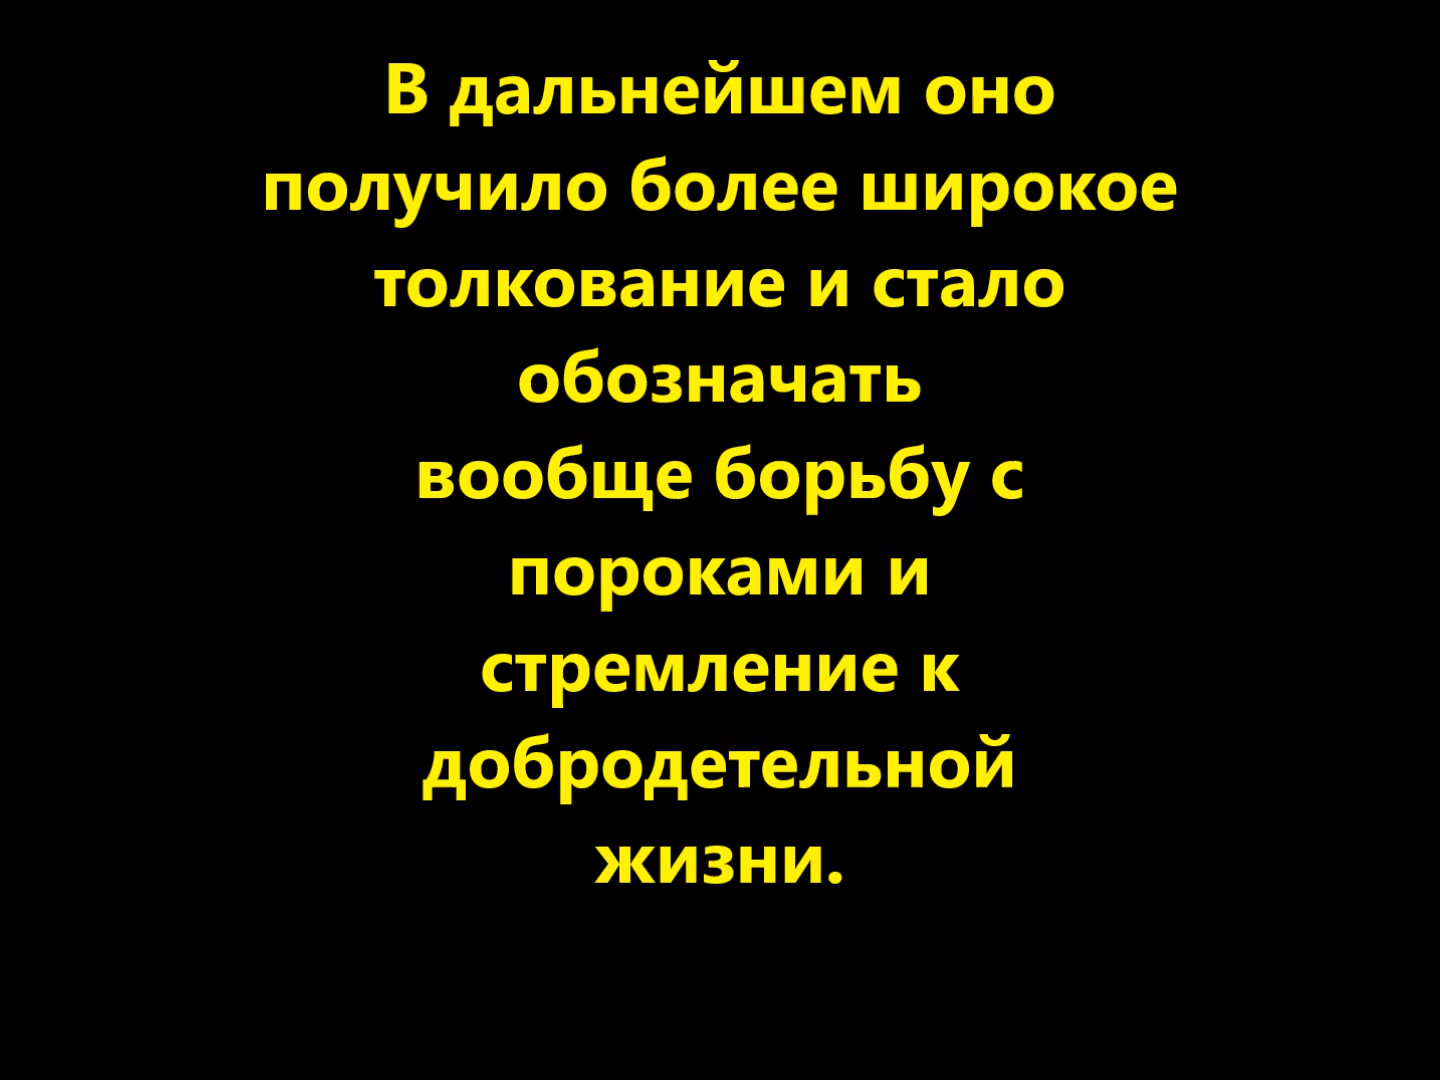 В дальнейшем оно
получило более широкое
толкование и стало
обозначать
вообще борьбу с
пороками и
стремление к
добродетельной
жизни.